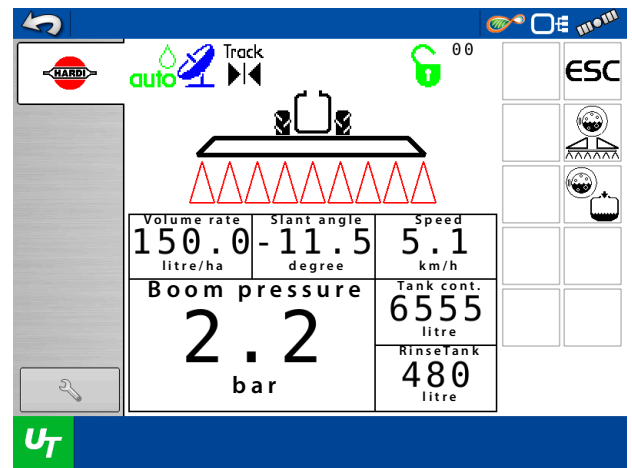 HARDI
auto
Track
00
ESC
Volume rate
150.0
litre/ha
Slant angle
-11.5
degree
Speed
5.1
km/h
Boom pressure
2.2
bar
Tank cont.
6555
litre
RinseTank
480
litre
UT